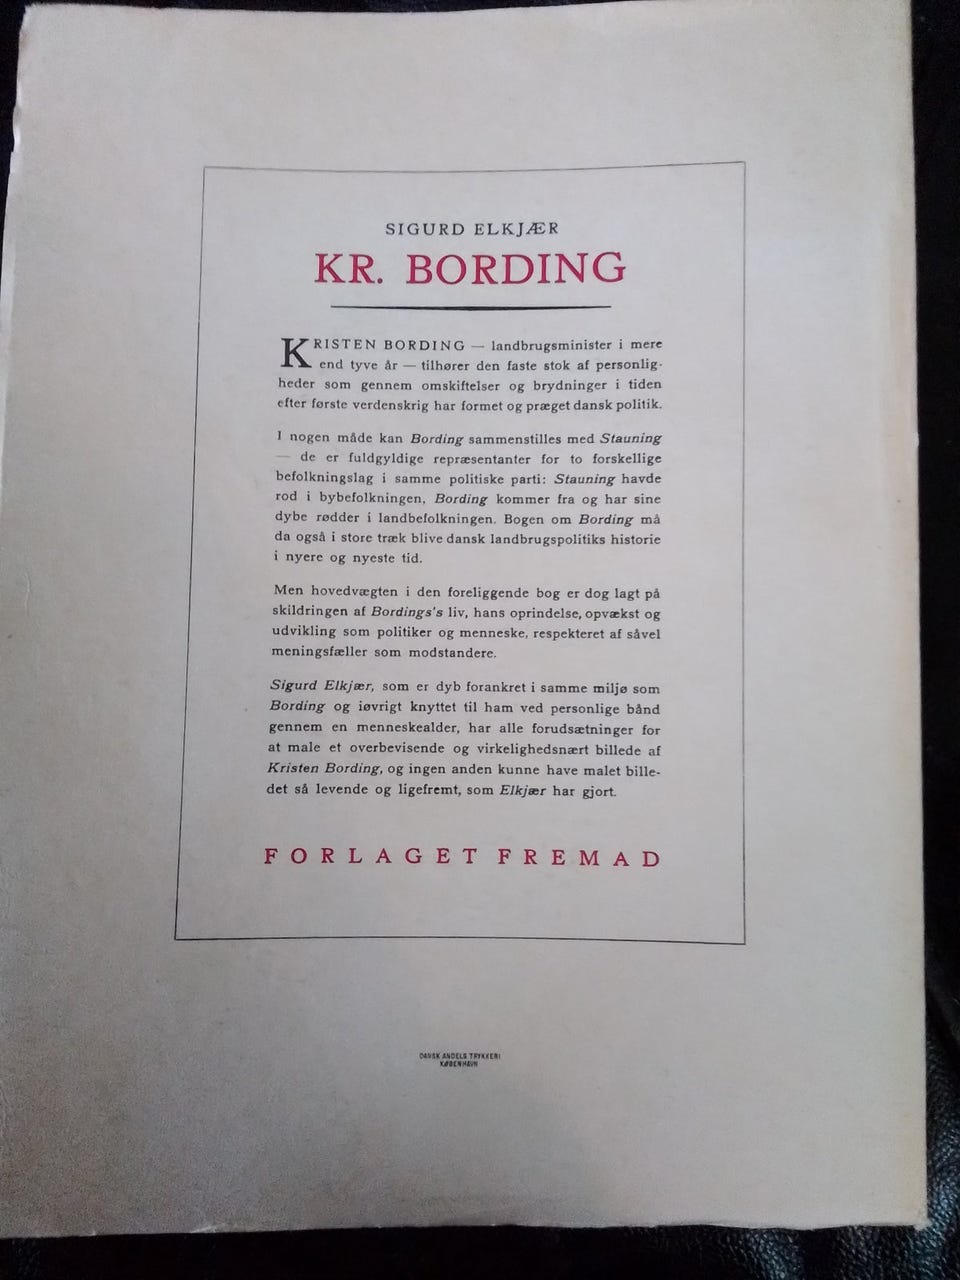 SIGURD ELKJÆR
KR. BORDING
KRISTEN BORDING — landbrugsminister i mere
end tyve år — tilhører den faste stok af personlig-
heder som gennem omskiftelser og brydninger i tiden
efter første verdenskrig har formet og præget dansk politik.
I nogen måde kan Bording sammenstilles med Stauning
— de er fuldgyldige repræsentanter for to forskellige
befolkningslag i samme politiske parti: Stauning havde
rod i bybefolkningen, Bording kommer fra og har sine
dybe rødder i landbefolkningen. Bogen om Bording må
da også i store træk blive dansk landbrugspolitiks historie
i nyere og nyeste tid.
Men hovedvægten i den foreliggende bog er dog lagt på
skildringen af Bordings's liv, hans oprindelse, opvækst og
udvikling som politiker og menneske, respekteret af såvel
meningsfæller som modstandere.
Sigurd Elkjær, som er dyb forankret i samme miljø som
Bording og iøvrigt knyttet til ham ved personlige bånd
gennem en menneskealder, har alle forudsætninger for
at male et overbevisende og virkelighedsnært billede af
Kristen Bording, og ingen anden kunne have malet bille-
det så levende og ligefremt, som Elkjær har gjort.
FORLAGET FREMAD
DANSK ANDELS TRYKKERI
KØBENHAVN